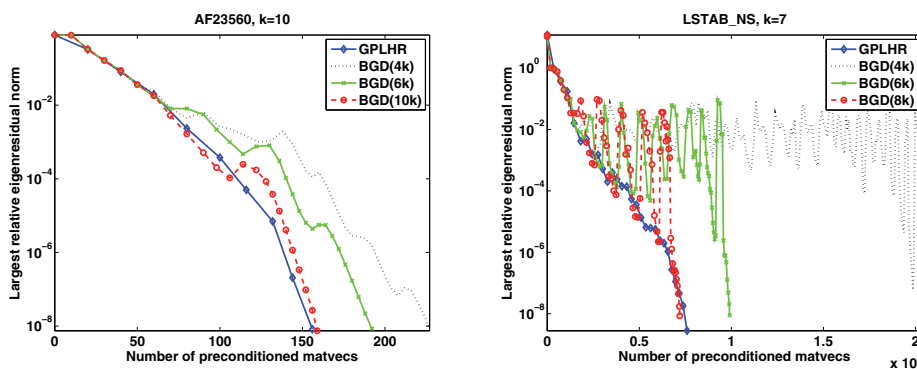 AF23560, k=10
GPLHR
BGD(4k)
BGD(6k)
BGD(10k)
Largest relative eigenresidual norm
10^-2
10^-4
10^-6
10^-8
0
50
100
150
200
Number of preconditioned matvecs
LSTAB_NS, k=7
GPLHR
BGD(4k)
BGD(6k)
BGD(8k)
Largest relative eigenresidual norm
10^0
10^-2
10^-4
10^-6
10^-8
0
0.5
1
1.5
2
x 10
Number of preconditioned matvecs